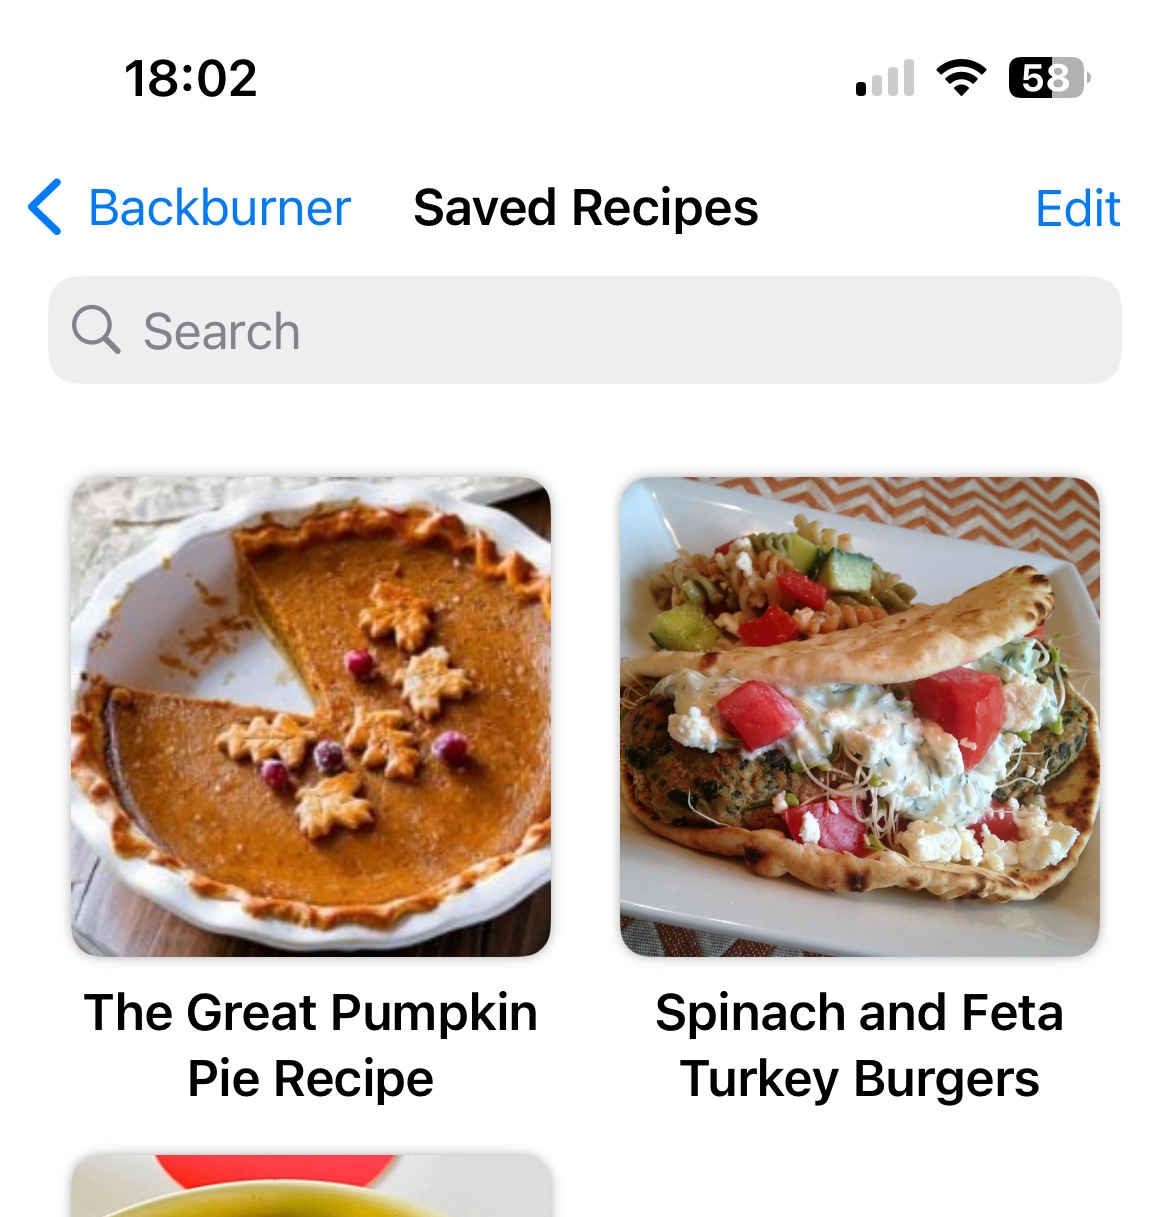 18:02
58
Backburner
Saved Recipes
Edit
Search
The Great Pumpkin
Pie Recipe
Spinach and Feta
Turkey Burgers